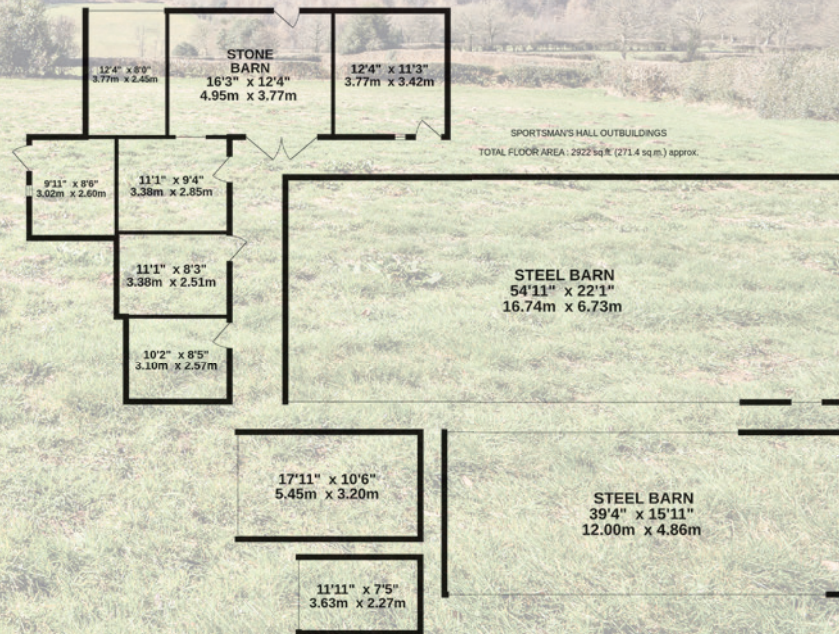 12'4" x 8'0"
3.77m x 2.45m
STONE
BARN
16'3" x 12'4"
4.95m x 3.77m
12'4" x 11'3"
3.77m x 3.42m
SPORTSMAN'S HALL OUTBUILDINGS
TOTAL FLOOR AREA : 2922 sq.ft. (271.4 sq.m.) approx.
9'11" x 8'6"
3.02m x 2.60m
11'1" x 9'4"
3.38m x 2.85m
11'1" x 8'3"
3.38m x 2.51m
STEEL BARN
54'11" x 22'1"
16.74m x 6.73m
10'2" x 8'5"
3.10m x 2.57m
17'11" x 10'6"
5.45m x 3.20m
STEEL BARN
39'4" x 15'11"
12.00m x 4.86m
11'11" x 7'5"
3.63m x 2.27m